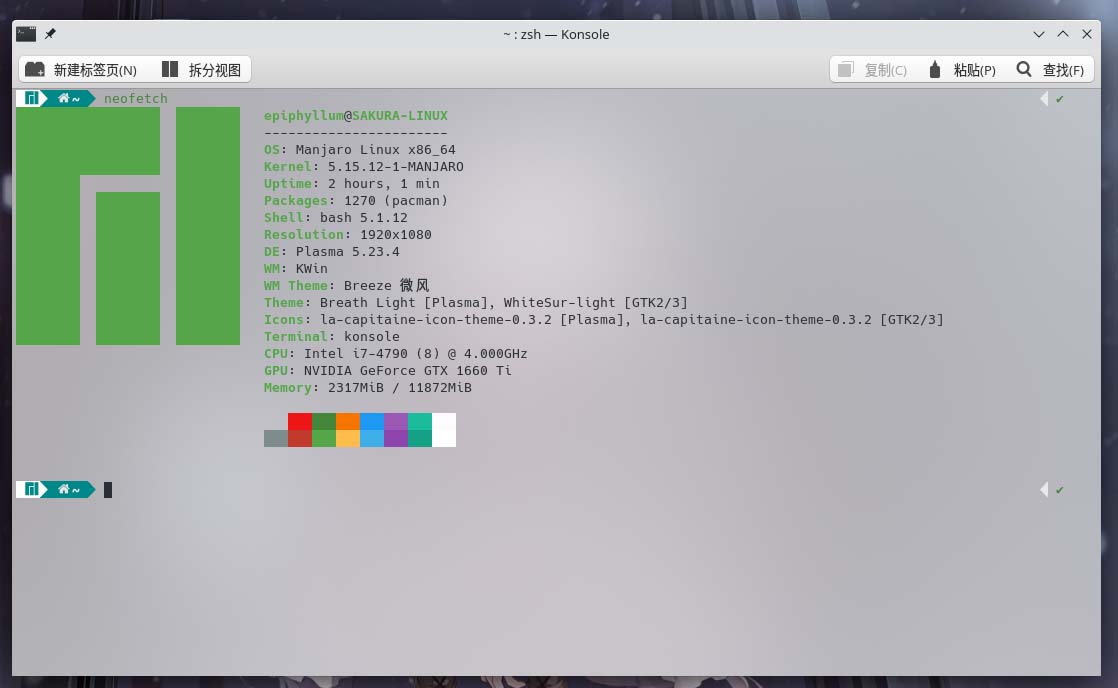 ~ : zsh — Konsole
新建标签页(N) 拆分视图 复制(C) 粘贴(P) 查找(F)
~ neofetch ✔
epiphyllum@SAKURA-LINUX
-----------------------
OS: Manjaro Linux x86_64
Kernel: 5.15.12-1-MANJARO
Uptime: 2 hours, 1 min
Packages: 1270 (pacman)
Shell: bash 5.1.12
Resolution: 1920x1080
DE: Plasma 5.23.4
WM: KWin
WM Theme: Breeze 微风
Theme: Breath Light [Plasma], WhiteSur-light [GTK2/3]
Icons: la-capitaine-icon-theme-0.3.2 [Plasma], la-capitaine-icon-theme-0.3.2 [GTK2/3]
Terminal: konsole
CPU: Intel i7-4790 (8) @ 4.000GHz
GPU: NVIDIA GeForce GTX 1660 Ti
Memory: 2317MiB / 11872MiB
~ ✔